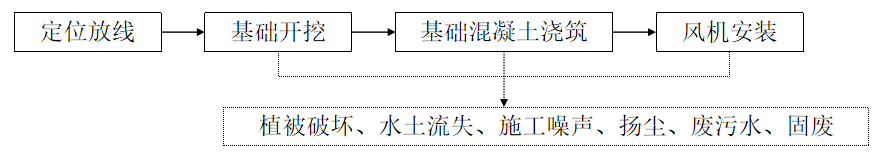 定位放线
基础开挖
基础混凝土浇筑
风机安装
植被破坏、水土流失、施工噪声、扬尘、废污水、固废